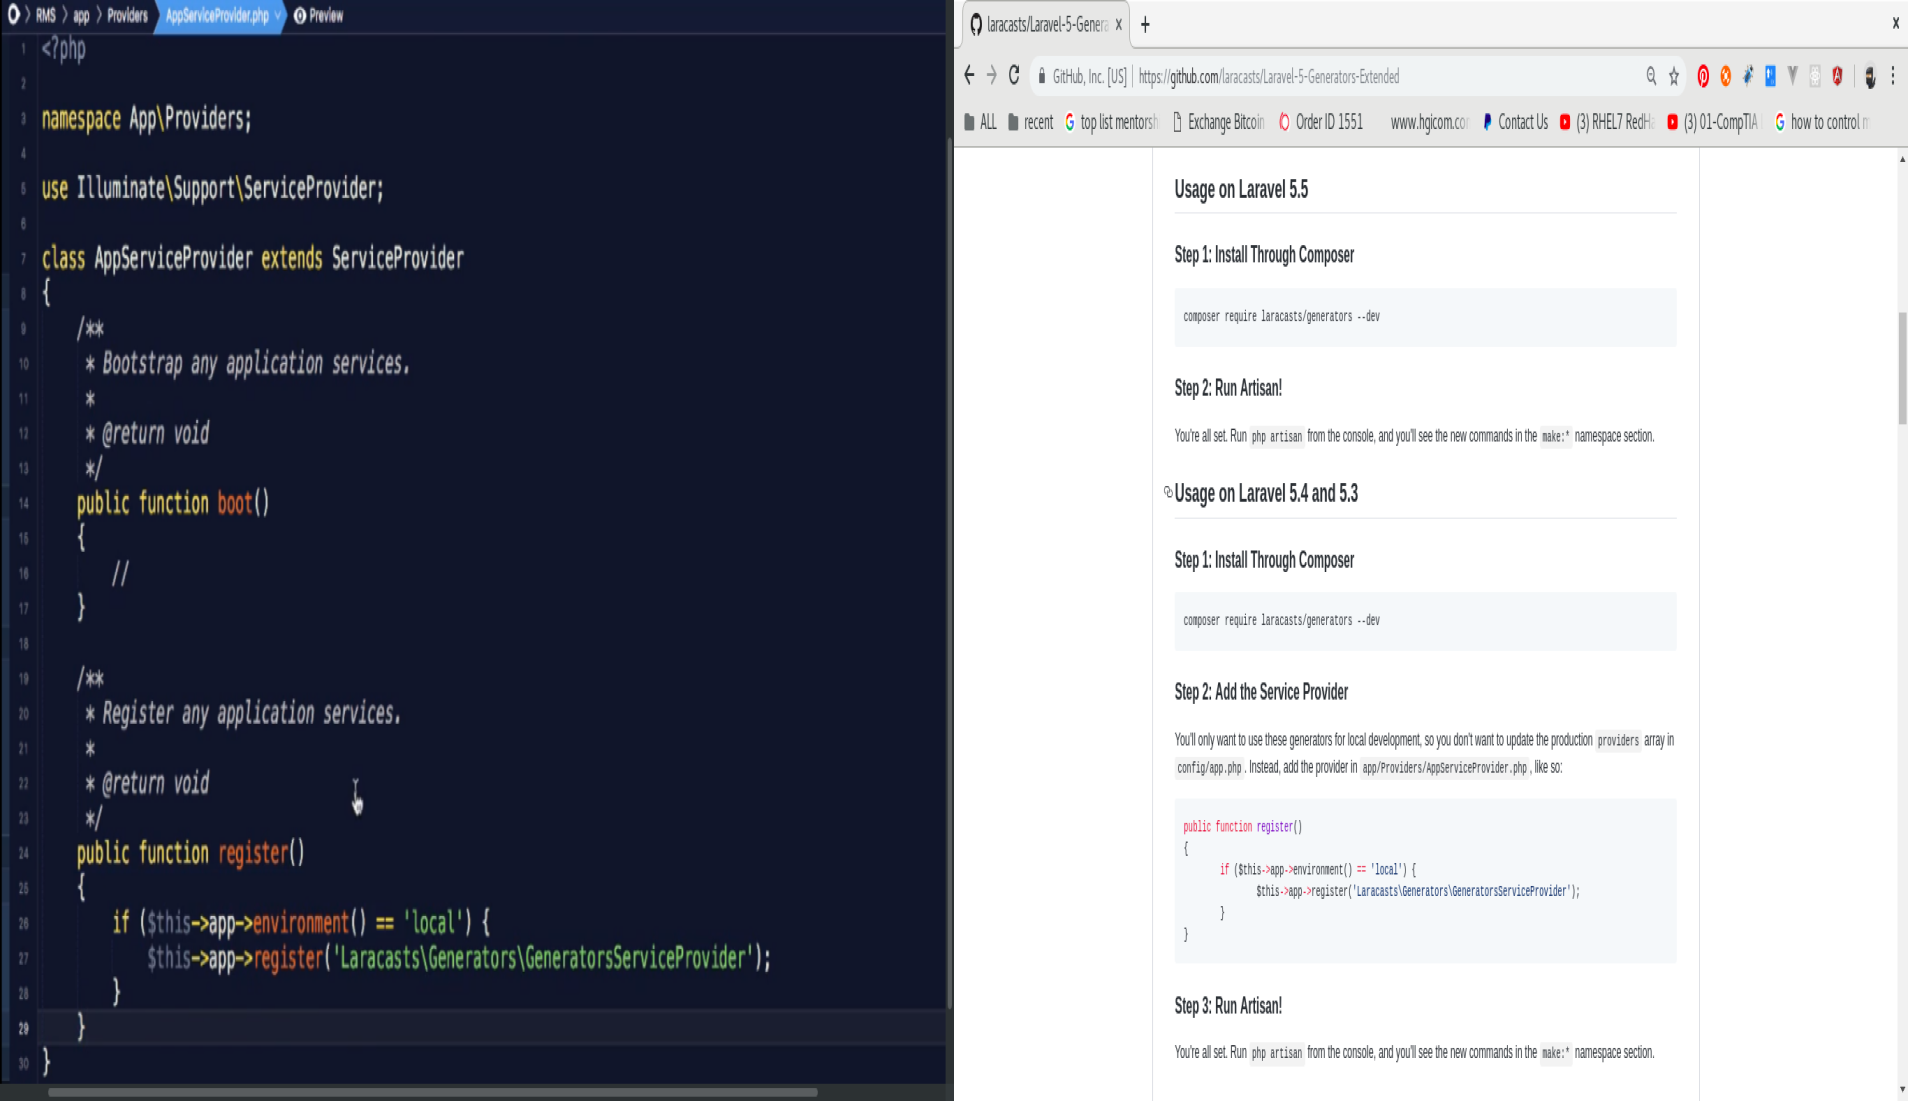 RMS app Providers AppServiceProvider.php Preview
1 <?php
2
3 namespace App\Providers;
4
5 use Illuminate\Support\ServiceProvider;
6
7 class AppServiceProvider extends ServiceProvider
8 {
9 /**
10 * Bootstrap any application services.
11 *
12 * @return void
13 */
14 public function boot()
15 {
16 //
17 }
18
19 /**
20 * Register any application services.
21 *
22 * @return void
23 */
24 public function register()
25 {
26 if ($this->app->environment() == 'local') {
27 $this->app->register('Laracasts\Generators\GeneratorsServiceProvider');
28 }
29 }
30 }
laracasts/Laravel-5-Genera
GitHub, Inc. [US] https://github.com/laracasts/Laravel-5-Generators-Extended
ALL recent top list mentorsh Exchange Bitcoin Order ID 1551 www.hgicom.co Contact Us (3) RHEL7 RedHa (3) 01-CompTIA how to control m
Usage on Laravel 5.5
Step 1: Install Through Composer
composer require laracasts/generators --dev
Step 2: Run Artisan!
You're all set. Run php artisan from the console, and you'll see the new commands in the make:* namespace section.
Usage on Laravel 5.4 and 5.3
Step 1: Install Through Composer
composer require laracasts/generators --dev
Step 2: Add the Service Provider
You'll only want to use these generators for local development, so you don't want to update the production providers array in
config/app.php . Instead, add the provider in app/Providers/AppServiceProvider.php , like so:
public function register()
{
if ($this->app->environment() == 'local') {
$this->app->register('Laracasts\Generators\GeneratorsServiceProvider');
}
}
Step 3: Run Artisan!
You're all set. Run php artisan from the console, and you'll see the new commands in the make:* namespace section.